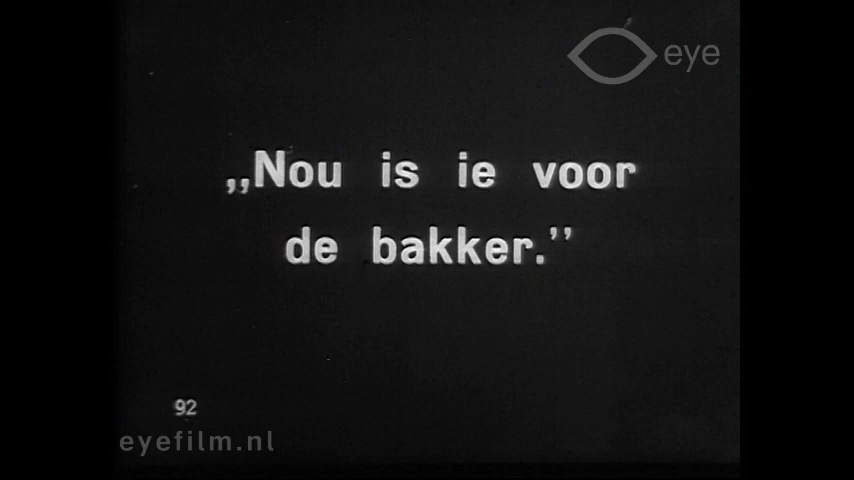 eye
„Nou is ie voor
de bakker.”
92
eyefilm.nl